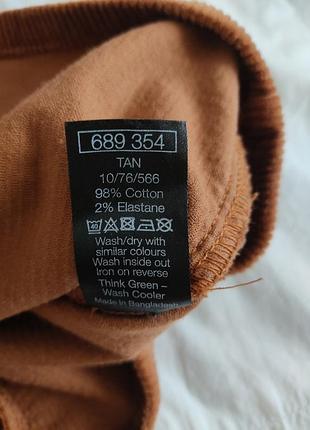 689 354
TAN
10/76/566
98% Cotton
2% Elastane
40
Wash/dry with
similar colours
Wash inside out
Iron on reverse
Think Green –
Wash Cooler
Made in Bangladesh